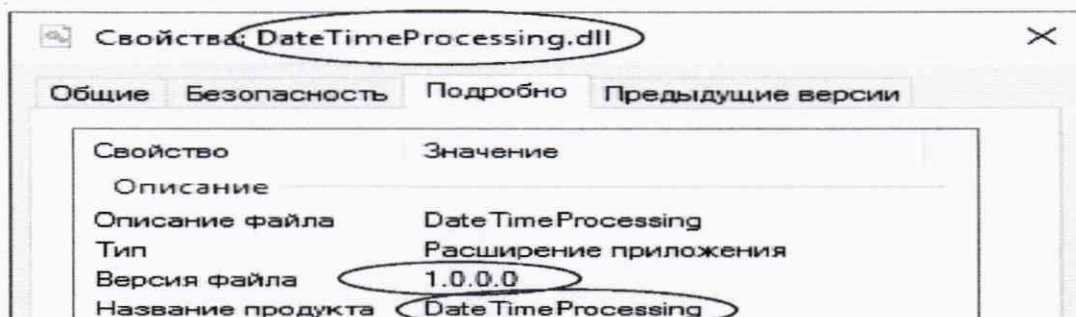 Свойства: DateTimeProcessing.dll
Общие Безопасность Подробно Предыдущие версии
Свойство Значение
Описание
Описание файла DateTimeProcessing
Тип Расширение приложения
Версия файла 1.0.0.0
Название продукта DateTimeProcessing